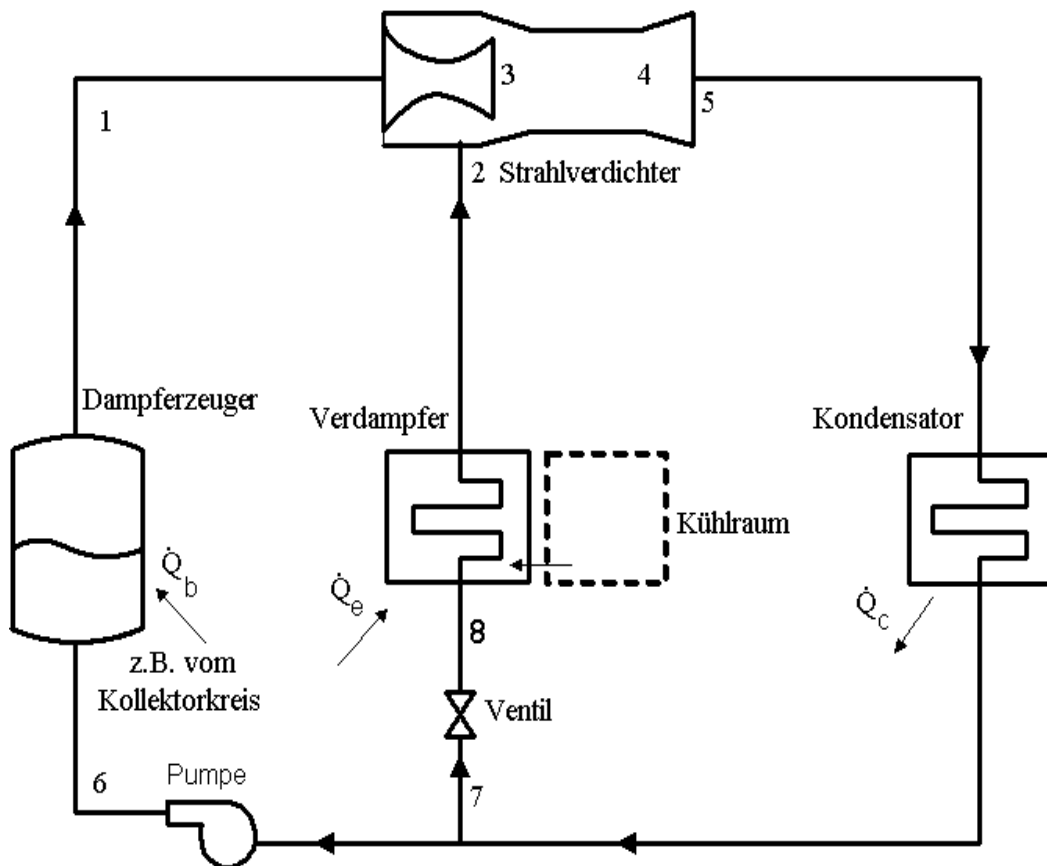 3
4
5
1
2 Strahlverdichter
Dampferzeuger
Verdampfer
Kondensator
Kühlraum
Q̇b
Q̇e
Q̇c
8
z.B. vom
Kollektorkreis
Ventil
6
Pumpe
7